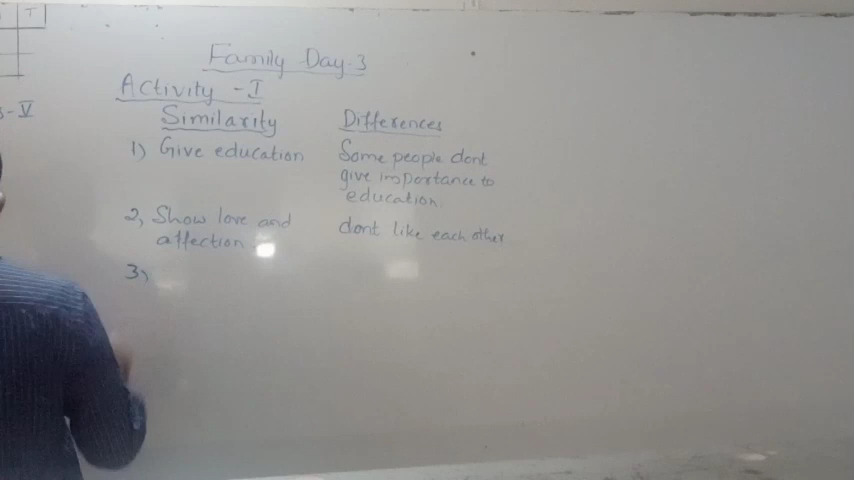 T
s-V
Family Day-3
Activity - I
Similarity Differences
1) Give education Some people dont
give importance to
education.
2, Show love and dont like each other
affection
3)